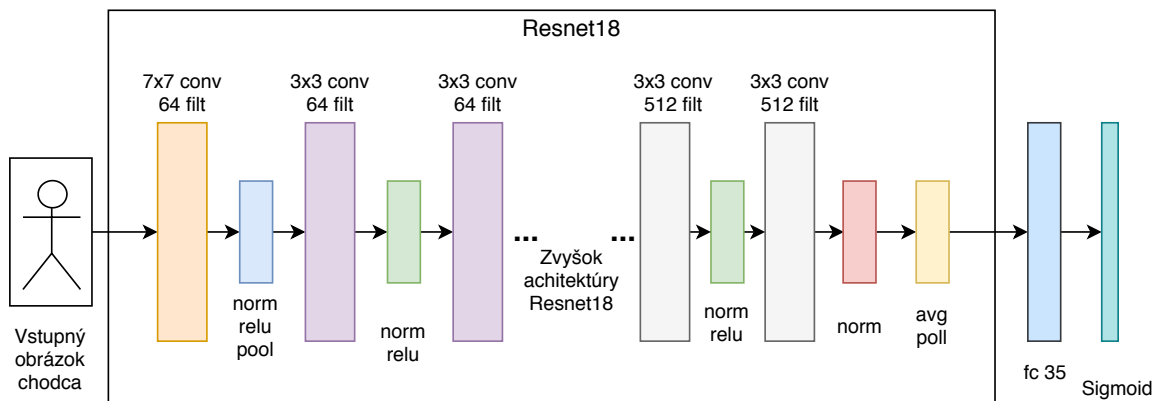 Resnet18
7x7 conv
64 filt
3x3 conv
64 filt
3x3 conv
64 filt
3x3 conv
512 filt
3x3 conv
512 filt
...
...
Zvyšok
achitektúry
Resnet18
norm
relu
pool
norm
relu
norm
relu
norm
avg
poll
Vstupný
obrázok
chodca
fc 35
Sigmoid